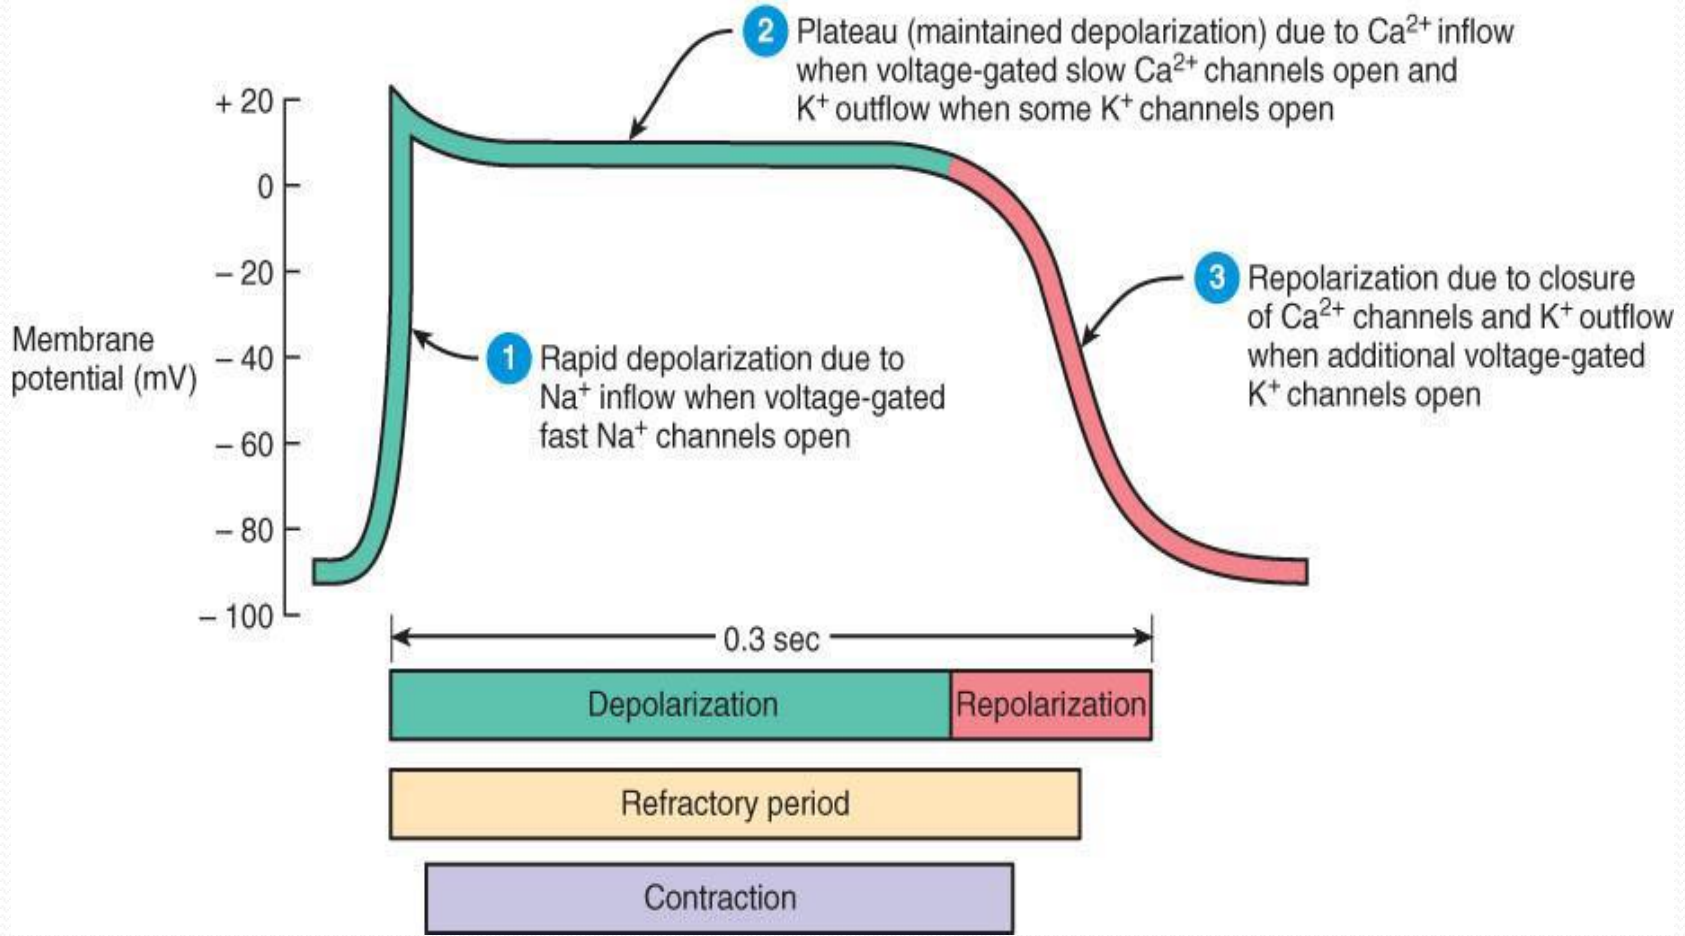 2 Plateau (maintained depolarization) due to Ca²⁺ inflow
when voltage-gated slow Ca²⁺ channels open and
K⁺ outflow when some K⁺ channels open
+ 20
0
– 20
– 40
– 60
– 80
– 100
Membrane
potential (mV)
1 Rapid depolarization due to
Na⁺ inflow when voltage-gated
fast Na⁺ channels open
3 Repolarization due to closure
of Ca²⁺ channels and K⁺ outflow
when additional voltage-gated
K⁺ channels open
0.3 sec
Depolarization
Repolarization
Refractory period
Contraction